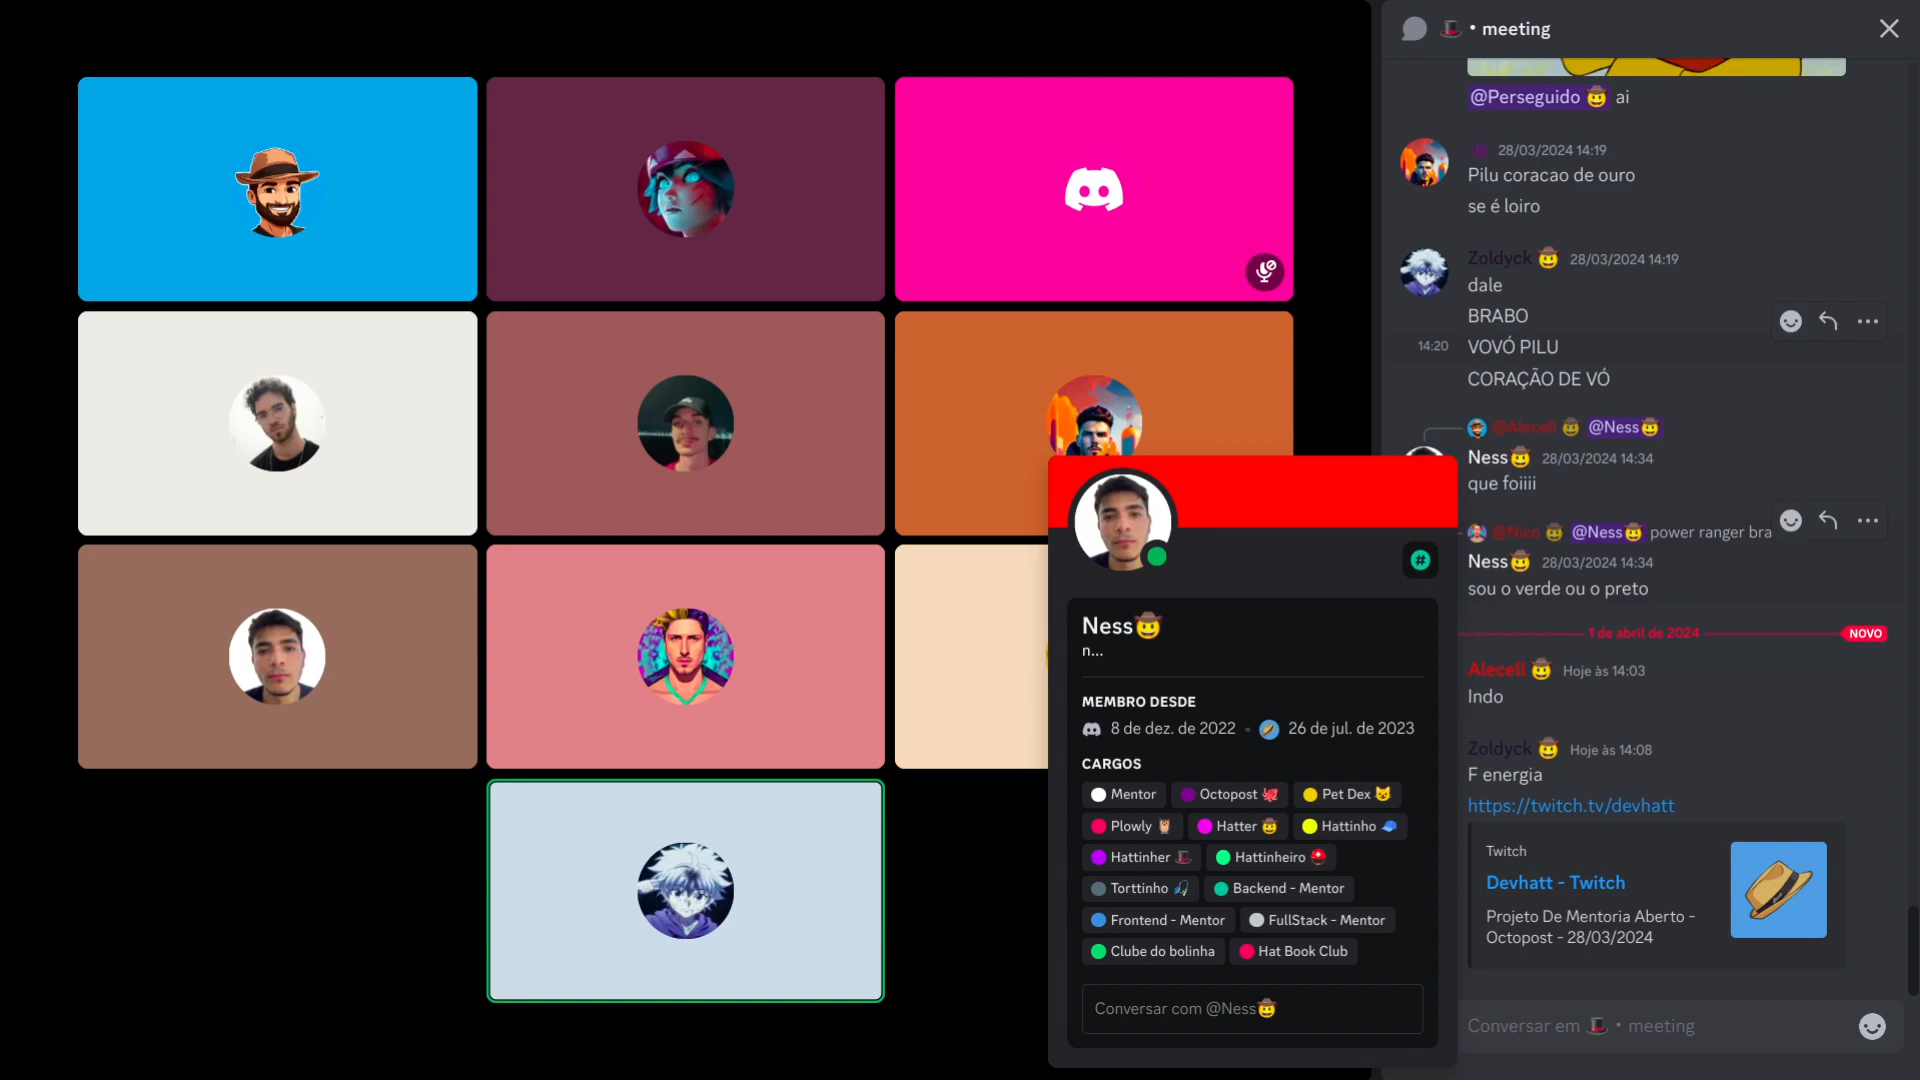 • meeting
@Perseguido ai
Jp 28/03/2024 14:19
Pilu coracao de ouro
se é loiro
Zoldyck 28/03/2024 14:19
dale
BRABO
14:20 VOVÓ PILU
CORAÇÃO DE VÓ
@Alecell @Ness
Ness 28/03/2024 14:34
que foiiii
@Nico @Ness power ranger bra
Ness 28/03/2024 14:34
sou o verde ou o preto
1 de abril de 2024 NOVO
Alecell Hoje às 14:03
Indo
Zoldyck Hoje às 14:08
F energia
https://twitch.tv/devhatt
Twitch
Devhatt - Twitch
Projeto De Mentoria Aberto -
Octopost - 28/03/2024
Conversar em • meeting
Ness
n...
MEMBRO DESDE
8 de dez. de 2022 • 26 de jul. de 2023
CARGOS
Mentor Octopost Pet Dex
Plowly Hatter Hattinho
Hattinher Hattinheiro
Torttinho Backend - Mentor
Frontend - Mentor FullStack - Mentor
Clube do bolinha Hat Book Club
Conversar com @Ness